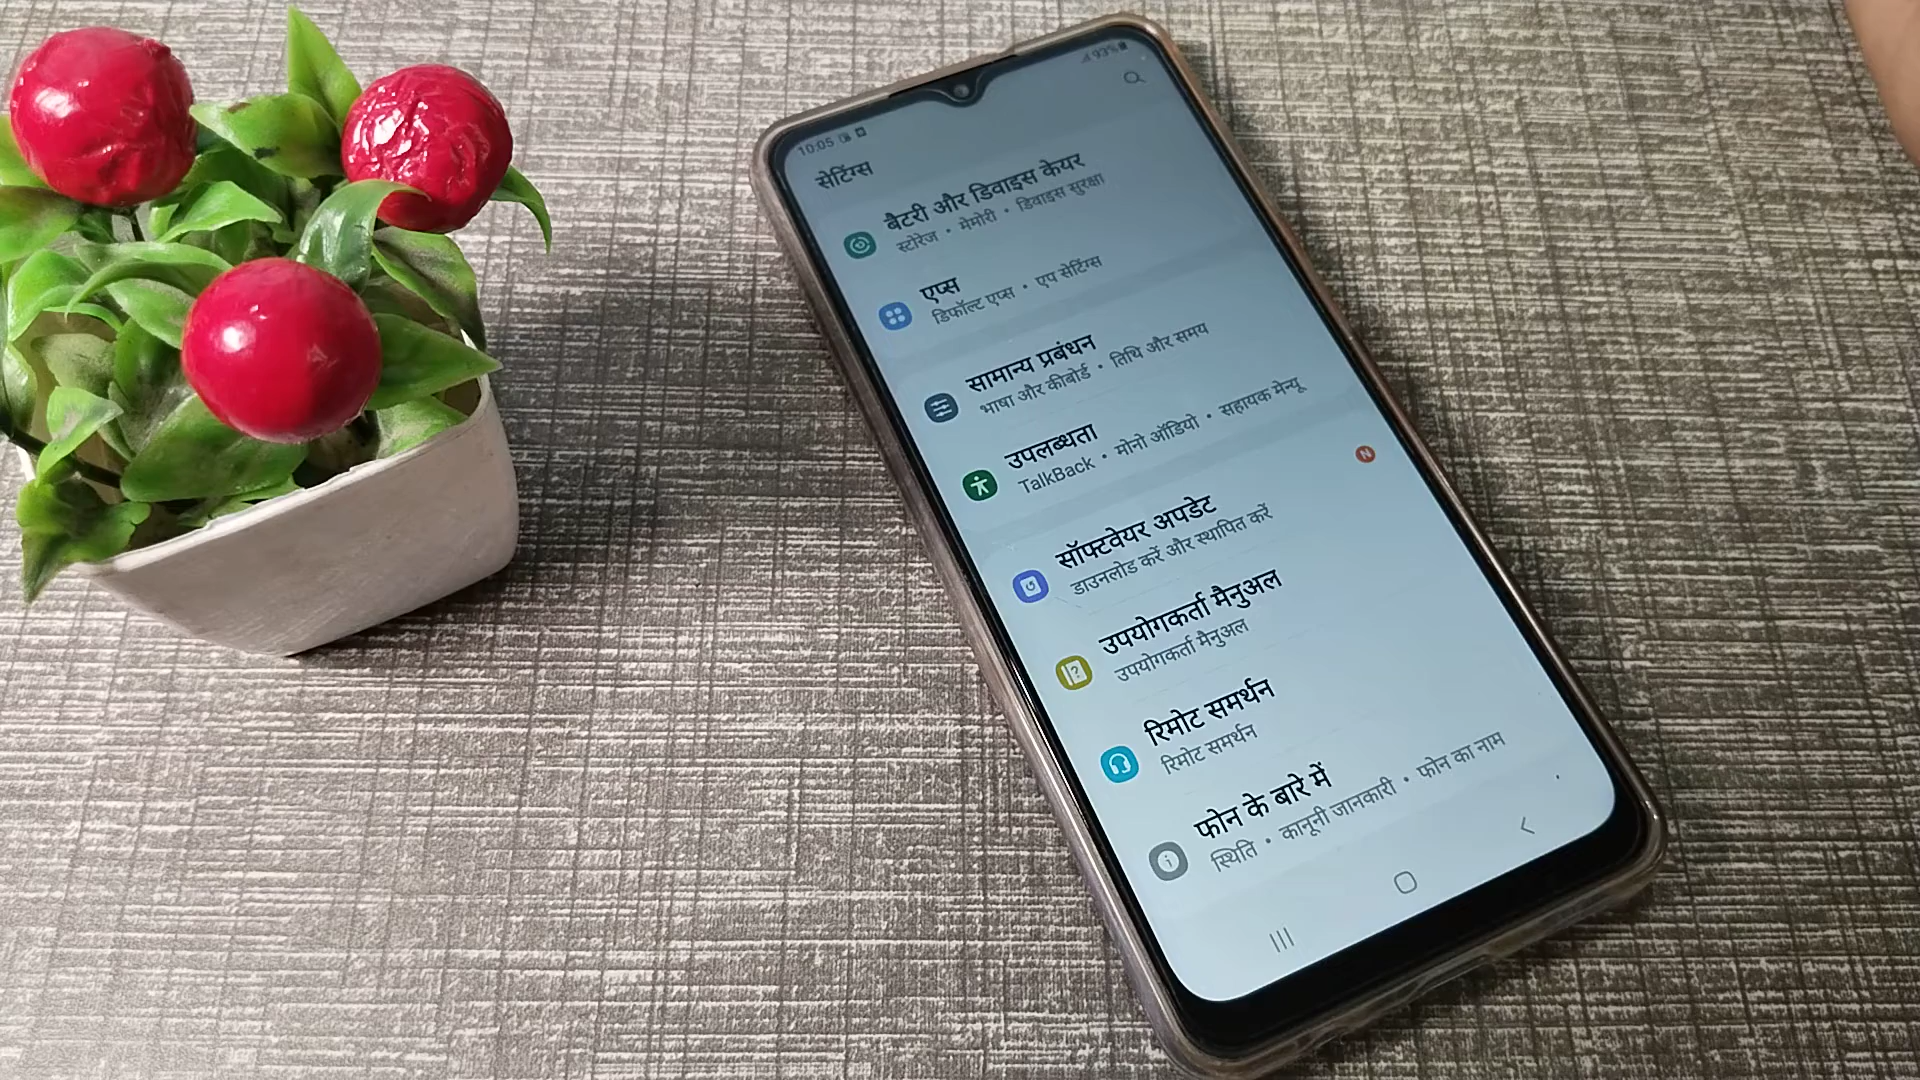 10:05
93%
सेटिंग्स
बैटरी और डिवाइस केयर
स्टोरेज • मेमोरी • डिवाइस सुरक्षा
एप्स
डिफॉल्ट एप्स • एप सेटिंग्स
सामान्य प्रबंधन
भाषा और कीबोर्ड • तिथि और समय
उपलब्धता
TalkBack • मोनो ऑडियो • सहायक मेन्यू
सॉफ्टवेयर अपडेट
N
डाउनलोड करें और स्थापित करें
उपयोगकर्ता मैनुअल
उपयोगकर्ता मैनुअल
रिमोट समर्थन
रिमोट समर्थन
फोन के बारे में
स्थिति • कानूनी जानकारी • फोन का नाम